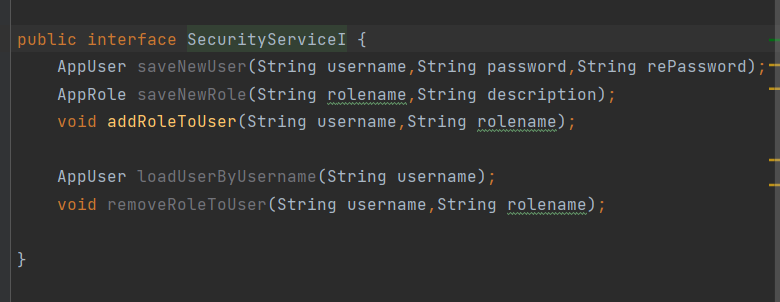 public interface SecurityServiceI {
AppUser saveNewUser(String username,String password,String rePassword);
AppRole saveNewRole(String rolename,String description);
void addRoleToUser(String username,String rolename);
AppUser loadUserByUsername(String username);
void removeRoleToUser(String username,String rolename);
}